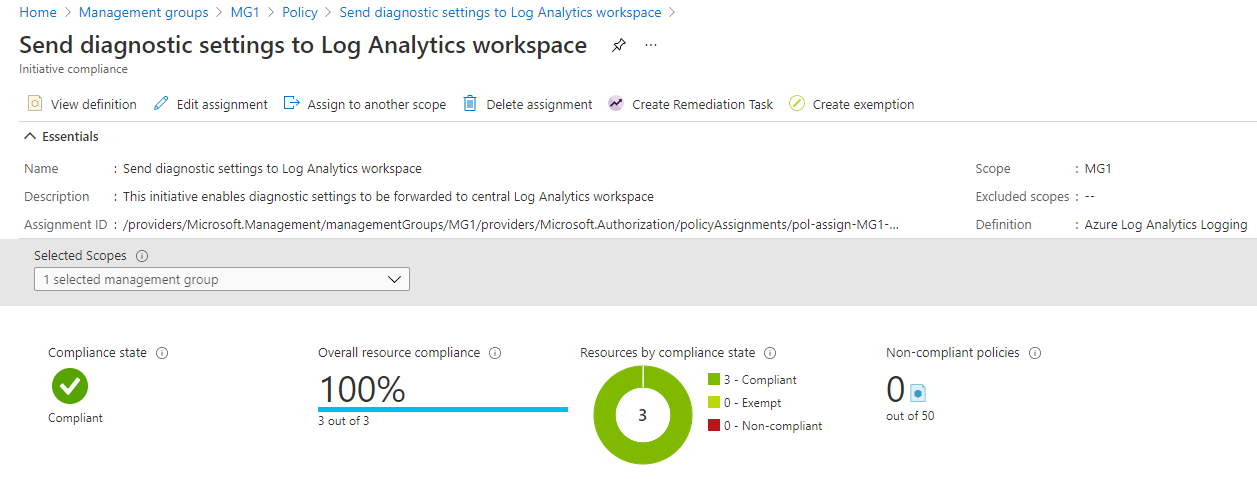 Home > Management groups > MG1 > Policy > Send diagnostic settings to Log Analytics workspace >
Send diagnostic settings to Log Analytics workspace ...
Initiative compliance
View definition Edit assignment Assign to another scope Delete assignment Create Remediation Task Create exemption
Essentials
Name : Send diagnostic settings to Log Analytics workspace Scope : MG1
Description : This initiative enables diagnostic settings to be forwarded to central Log Analytics workspace Excluded scopes : --
Assignment ID : /providers/Microsoft.Management/managementGroups/MG1/providers/Microsoft.Authorization/policyAssignments/pol-assign-MG1-... Definition : Azure Log Analytics Logging
Selected Scopes
1 selected management group
Compliance state Overall resource compliance Resources by compliance state Non-compliant policies
100% 3 - Compliant 0
Compliant 3 out of 3 3 0 - Exempt out of 50
0 - Non-compliant